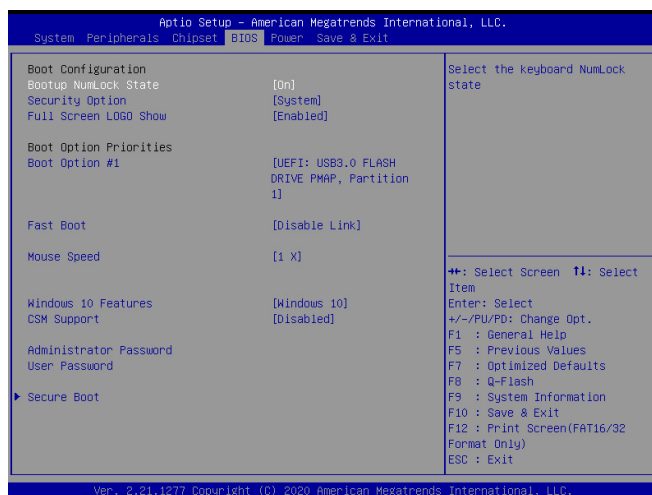 Aptio Setup – American Megatrends International, LLC.
System Peripherals Chipset BIOS Power Save & Exit
Boot Configuration
Bootup NumLock State [On]
Security Option [System]
Full Screen LOGO Show [Enabled]
Boot Option Priorities
Boot Option #1 [UEFI: USB3.0 FLASH
DRIVE PMAP, Partition
1]
Fast Boot [Disable Link]
Mouse Speed [1 X]
Windows 10 Features [Windows 10]
CSM Support [Disabled]
Administrator Password
User Password
Secure Boot
Select the keyboard NumLock
state
→←: Select Screen ↑↓: Select
Item
Enter: Select
+/-/PU/PD: Change Opt.
F1 : General Help
F5 : Previous Values
F7 : Optimized Defaults
F8 : Q-Flash
F9 : System Information
F10 : Save & Exit
F12 : Print Screen(FAT16/32
Format Only)
ESC : Exit
Ver. 2.21.1277 Copyright (C) 2020 American Megatrends International, LLC.